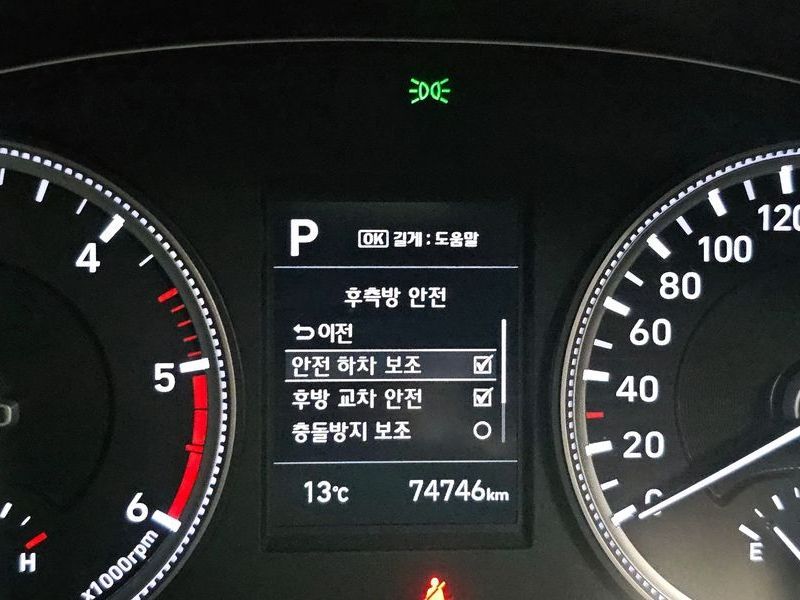 P
OK 길게 : 도움말
후측방 안전
이전
안전 하차 보조
후방 교차 안전
충돌방지 보조
13℃
74746km
4
5
6
x1000rpm
H
120
100
80
60
40
20
0
E